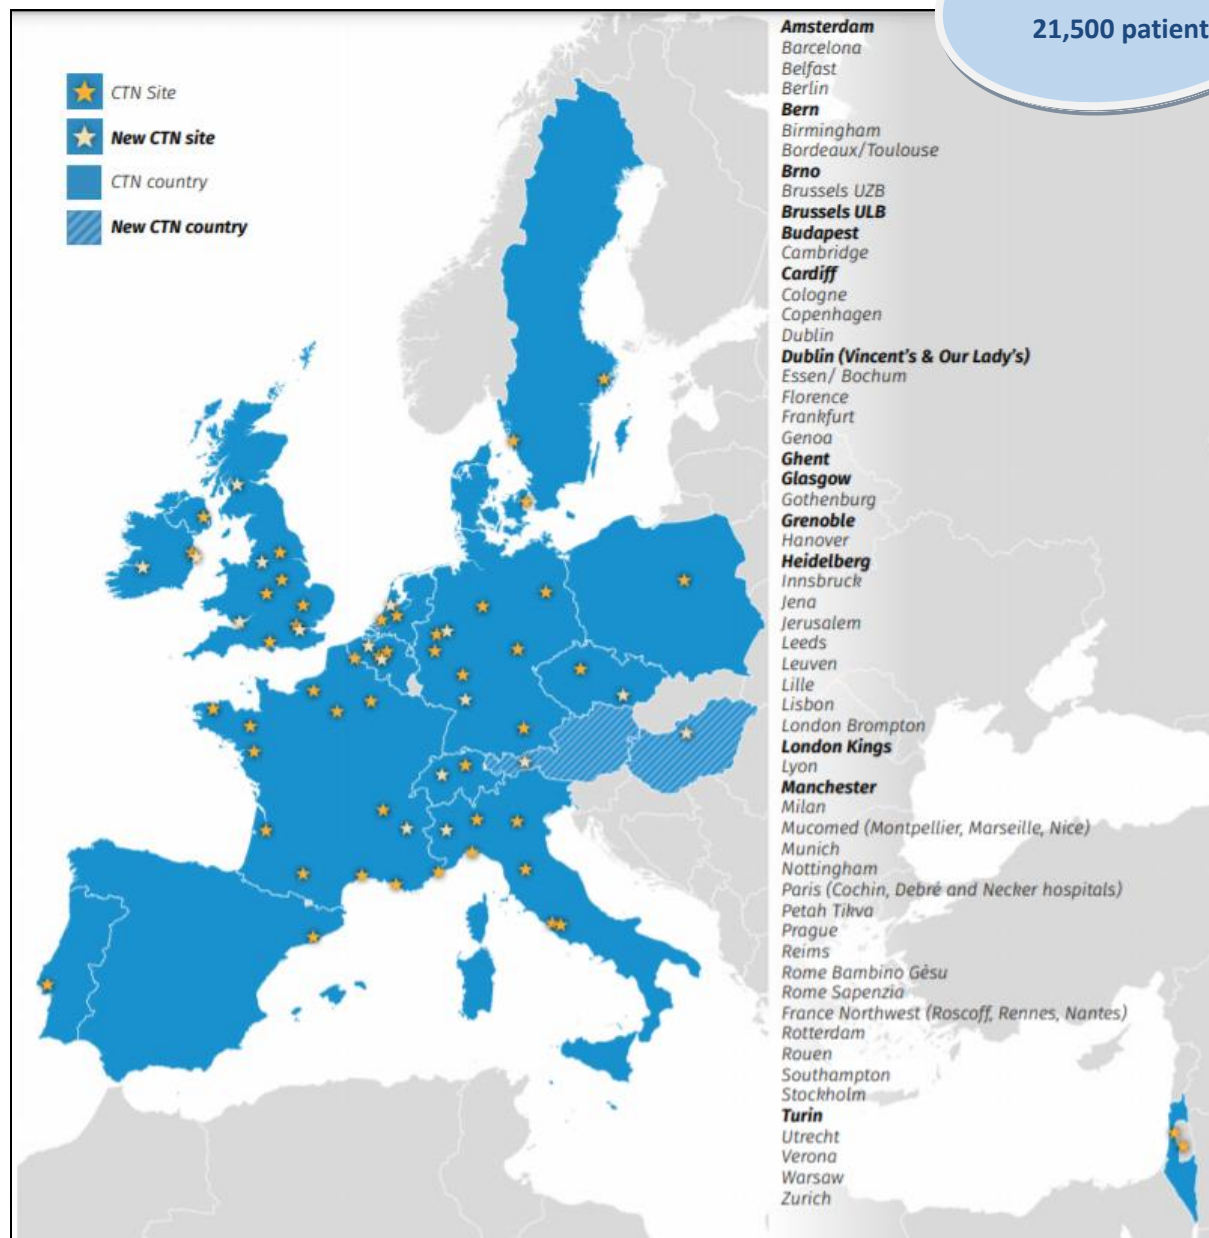 21,500 patient
CTN Site
New CTN site
CTN country
New CTN country
Amsterdam
Barcelona
Belfast
Berlin
Bern
Birmingham
Bordeaux/Toulouse
Brno
Brussels UZB
Brussels ULB
Budapest
Cambridge
Cardiff
Cologne
Copenhagen
Dublin
Dublin (Vincent's & Our Lady's)
Essen/ Bochum
Florence
Frankfurt
Genoa
Ghent
Glasgow
Gothenburg
Grenoble
Hanover
Heidelberg
Innsbruck
Jena
Jerusalem
Leeds
Leuven
Lille
Lisbon
London Brompton
London Kings
Lyon
Manchester
Milan
Mucomed (Montpellier, Marseille, Nice)
Munich
Nottingham
Paris (Cochin, Debré and Necker hospitals)
Petah Tikva
Prague
Reims
Rome Bambino Gèsu
Rome Sapenzia
France Northwest (Roscoff, Rennes, Nantes)
Rotterdam
Rouen
Southampton
Stockholm
Turin
Utrecht
Verona
Warsaw
Zurich